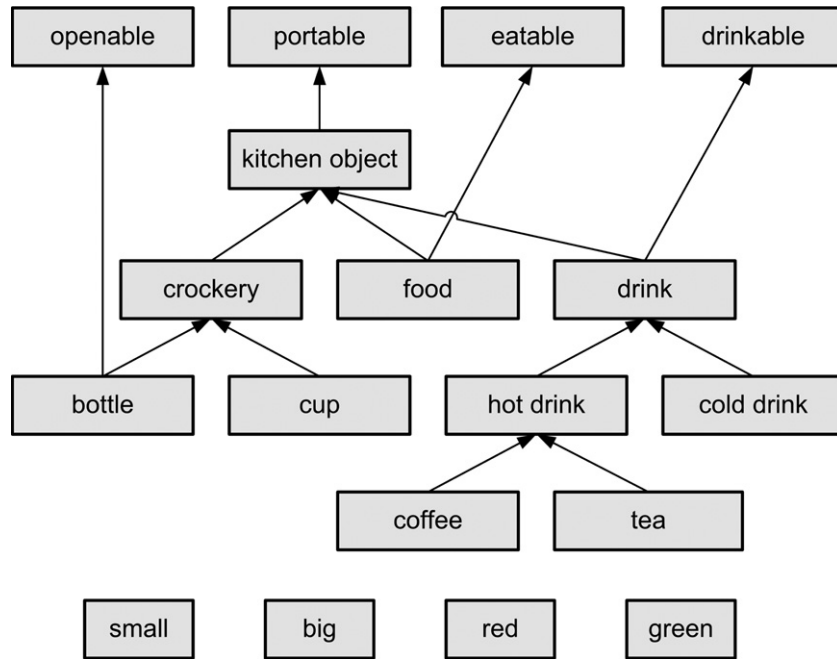 openable
portable
eatable
drinkable
kitchen object
crockery
food
drink
bottle
cup
hot drink
cold drink
coffee
tea
small
big
red
green